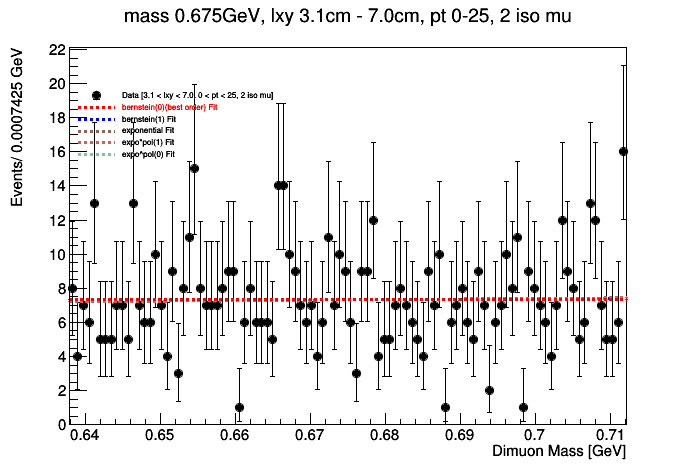 mass 0.675GeV, lxy 3.1cm - 7.0cm, pt 0-25, 2 iso mu
Events/ 0.0007425 GeV
22
20
18
16
14
12
10
8
6
4
2
0
Data [3.1 < lxy < 7.0, 0 < pt < 25, 2 iso mu]
bernstein(0)(best order) Fit
bernstein(1) Fit
exponential Fit
expo*pol(1) Fit
expo*pol(0) Fit
0.64 0.65 0.66 0.67 0.68 0.69 0.7 0.71
Dimuon Mass [GeV]